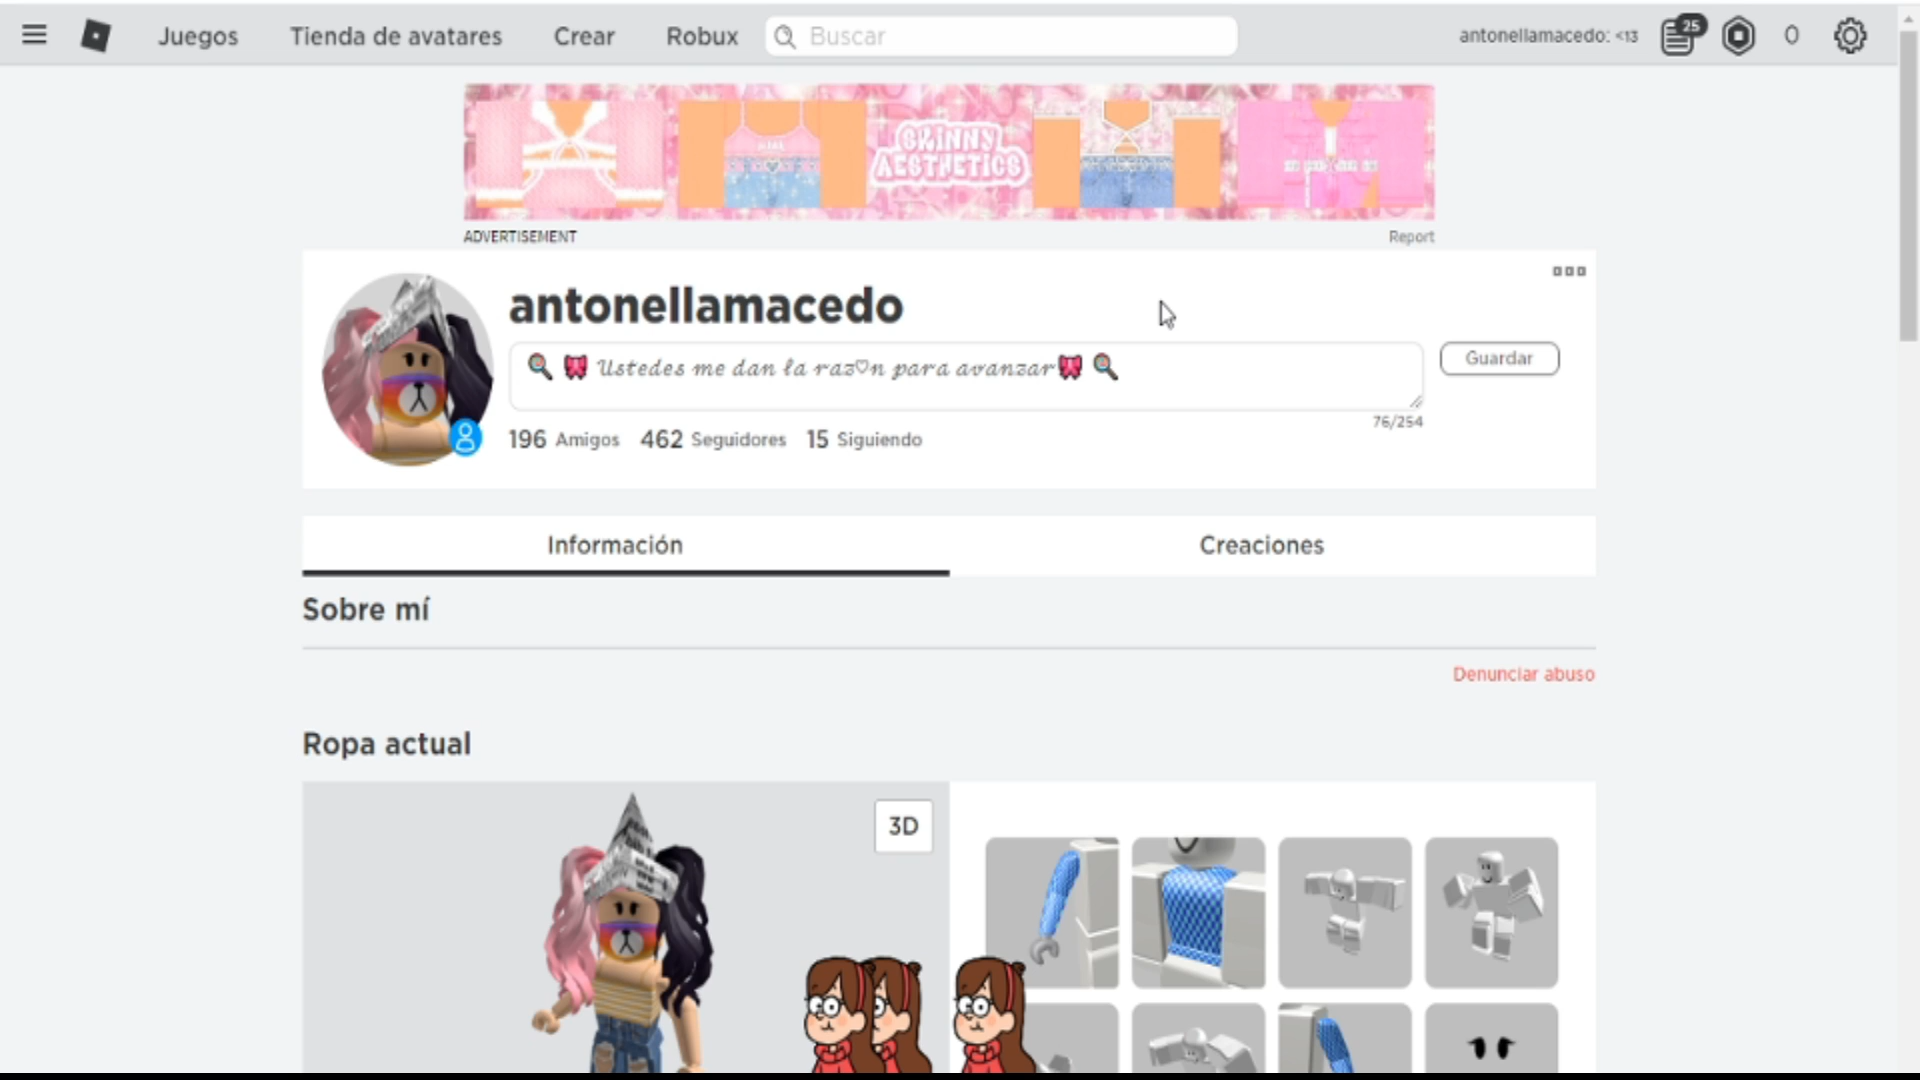 Juegos Tienda de avatares Crear Robux Buscar antonellamacedo: <13 25 0
SKINNY
AESTHETICS
ADVERTISEMENT Report
antonellamacedo
Ustedes me dan la raz♡n para avanzar
Guardar
76/254
196 Amigos 462 Seguidores 15 Siguiendo
Información Creaciones
Sobre mí
Denunciar abuso
Ropa actual
3D